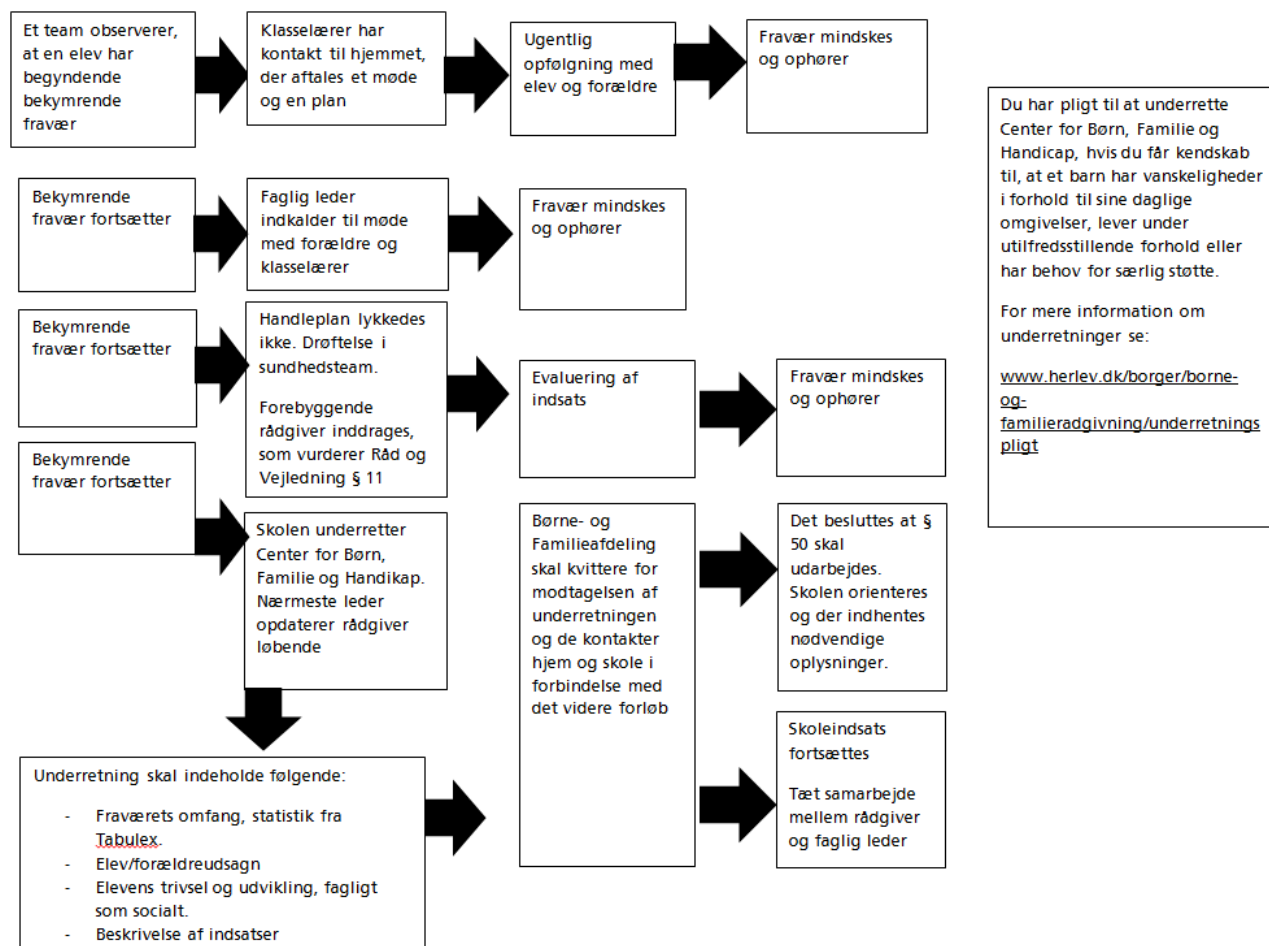 Et team observerer,
at en elev har
begyndende
bekymrende
fravær
Klasselærer har
kontakt til hjemmet,
der aftales et møde
og en plan
Ugentlig
opfølgning med
elev og forældre
Fravær mindskes
og ophører
Du har pligt til at underrette
Center for Børn, Familie og
Handicap, hvis du får kendskab
til, at et barn har vanskeligheder
i forhold til sine daglige
omgivelser, lever under
utilfredsstillende forhold eller
har behov for særlig støtte.
For mere information om
underretninger se:
www.herlev.dk/borger/borne-
og-
familieradgivning/underretnings
pligt
Bekymrende
fravær fortsætter
Faglig leder
indkalder til møde
med forældre og
klasselærer
Fravær mindskes
og ophører
Bekymrende
fravær fortsætter
Handleplan lykkedes
ikke. Drøftelse i
sundhedsteam.
Forebyggende
rådgiver inddrages,
som vurderer Råd og
Vejledning § 11
Evaluering af
indsats
Fravær mindskes
og ophører
Bekymrende
fravær fortsætter
Skolen underretter
Center for Børn,
Familie og Handikap.
Nærmeste leder
opdaterer rådgiver
løbende
Underretning skal indeholde følgende:
- Fraværets omfang, statistik fra
Tabulex.
- Elev/forældreudsagn
- Elevens trivsel og udvikling, fagligt
som socialt.
- Beskrivelse af indsatser
Børne- og
Familieafdeling
skal kvittere for
modtagelsen af
underretningen
og de kontakter
hjem og skole i
forbindelse med
det videre forløb
Det besluttes at §
50 skal
udarbejdes.
Skolen orienteres
og der indhentes
nødvendige
oplysninger.
Skoleindsats
fortsættes
Tæt samarbejde
mellem rådgiver
og faglig leder